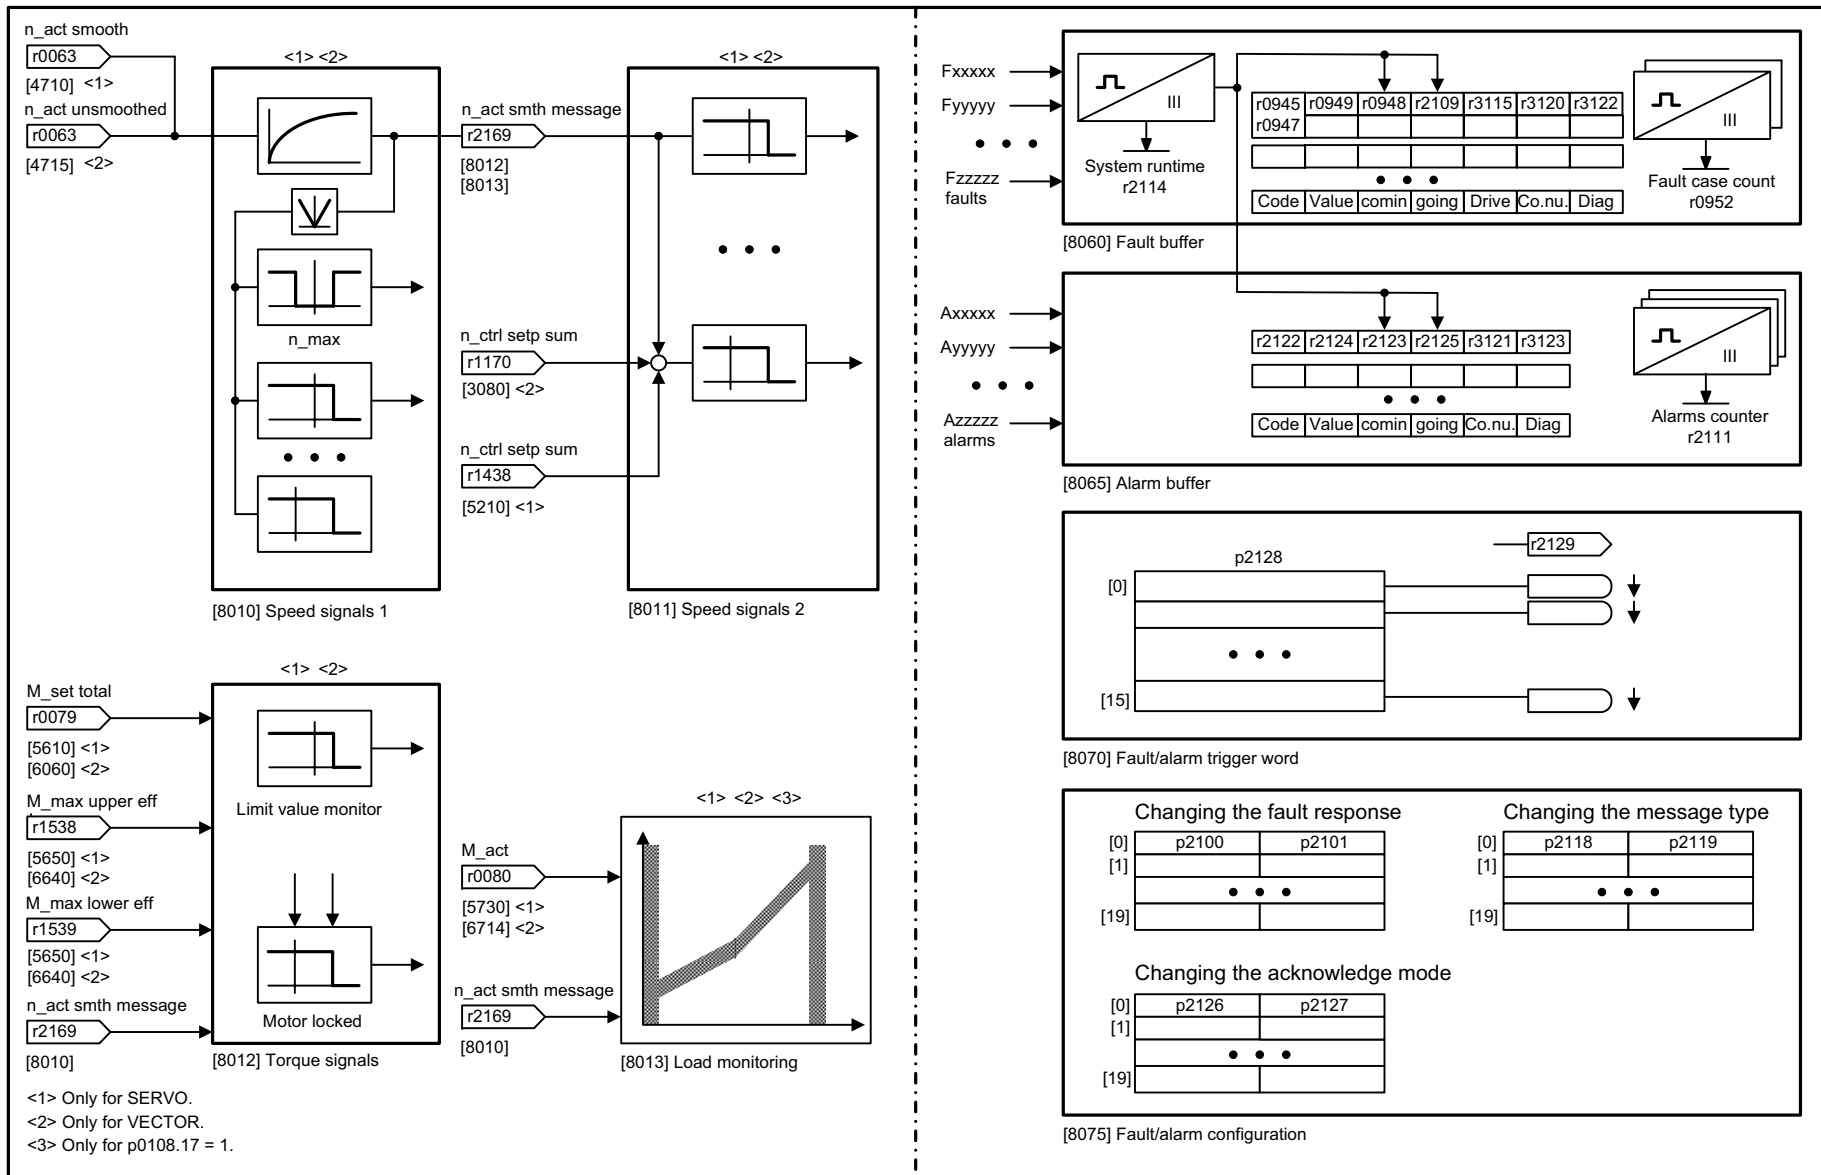 n_act smooth
r0063
[4710] <1>
n_act unsmoothed
r0063
[4715] <2>
<1> <2>
n_max
[8010] Speed signals 1
n_act smth message
r2169
[8012]
[8013]
n_ctrl setp sum
r1170
[3080] <2>
n_ctrl setp sum
r1438
[5210] <1>
<1> <2>
[8011] Speed signals 2
<1> <2>
M_set total
r0079
[5610] <1>
[6060] <2>
M_max upper eff
r1538
[5650] <1>
[6640] <2>
M_max lower eff
r1539
[5650] <1>
[6640] <2>
n_act smth message
r2169
[8010]
Limit value monitor
Motor locked
[8012] Torque signals
<1> <2> <3>
M_act
r0080
[5730] <1>
[6714] <2>
n_act smth message
r2169
[8010]
[8013] Load monitoring
<1> Only for SERVO.
<2> Only for VECTOR.
<3> Only for p0108.17 = 1.
Fxxxxx
Fyyyyy
Fzzzzz
faults
III
System runtime
r2114
r0945 r0949 r0948 r2109 r3115 r3120 r3122
r0947
Code Value comin going Drive Co.nu. Diag
III
Fault case count
r0952
[8060] Fault buffer
Axxxxx
Ayyyyy
Azzzzz
alarms
r2122 r2124 r2123 r2125 r3121 r3123
Code Value comin going Co.nu. Diag
III
Alarms counter
r2111
[8065] Alarm buffer
p2128
r2129
[0]
[15]
[8070] Fault/alarm trigger word
Changing the fault response
[0] p2100 p2101
[1]
[19]
Changing the message type
[0] p2118 p2119
[1]
[19]
Changing the acknowledge mode
[0] p2126 p2127
[1]
[19]
[8075] Fault/alarm configuration